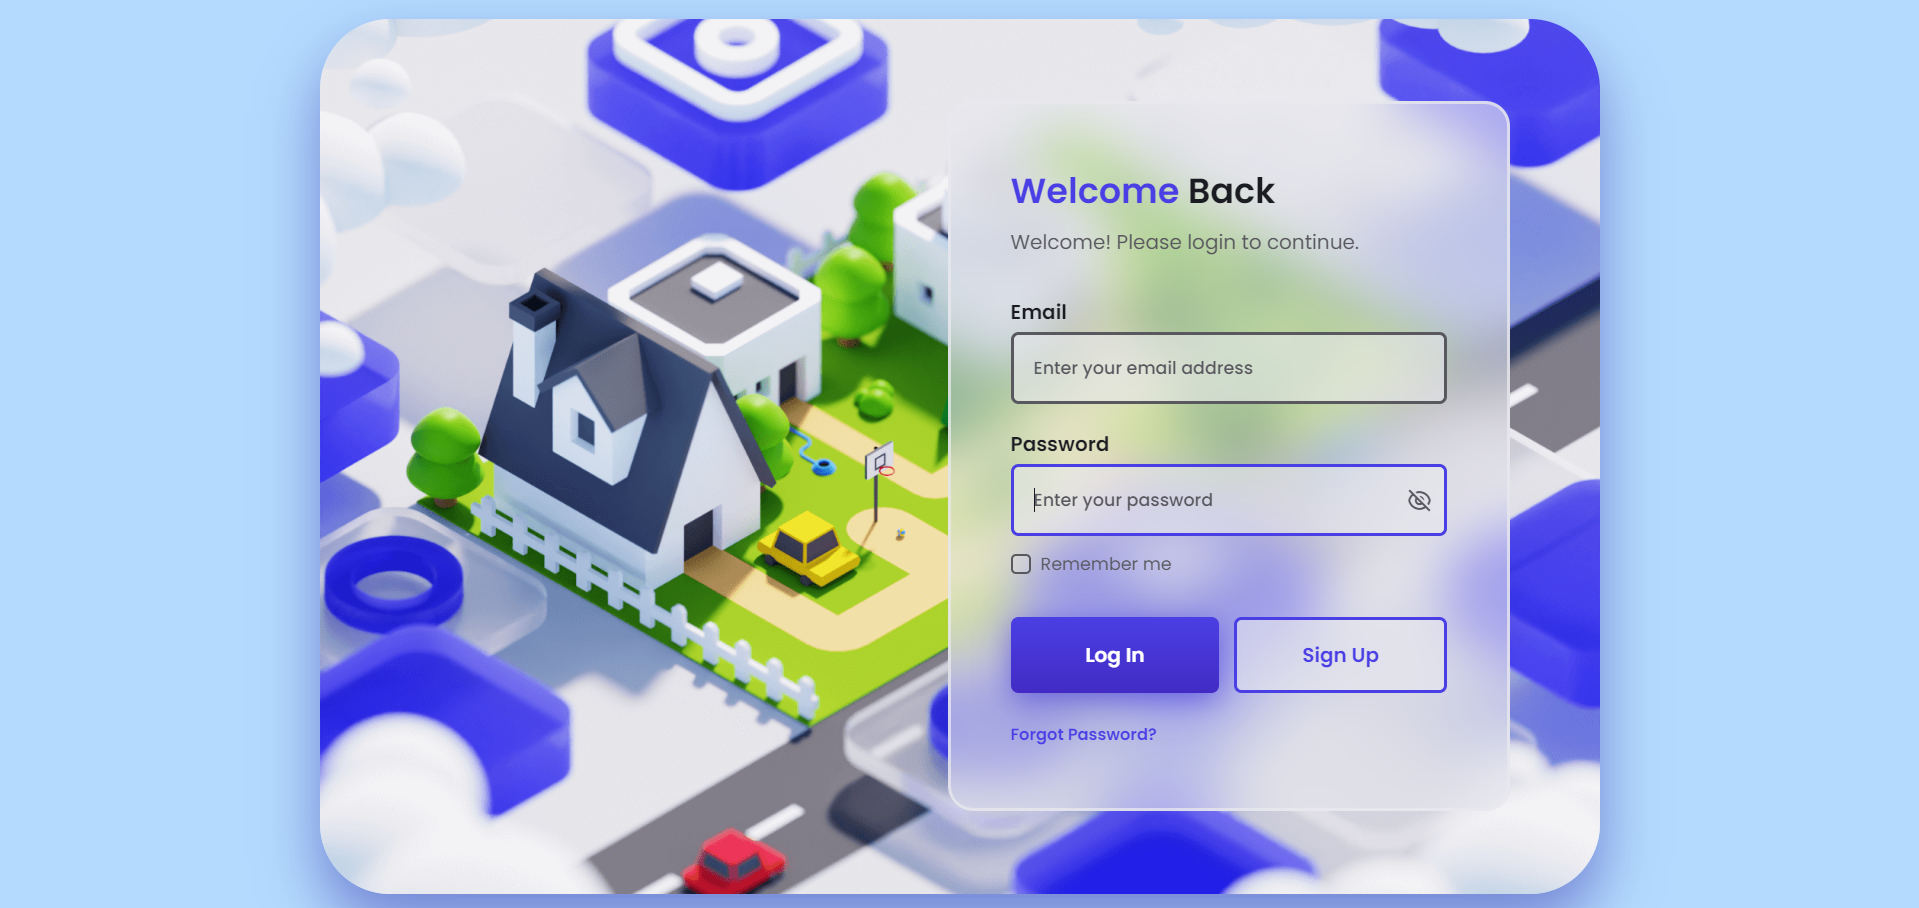 Welcome Back
Welcome! Please login to continue.
Email
Enter your email address
Password
Enter your password
Remember me
Log In
Sign Up
Forgot Password?